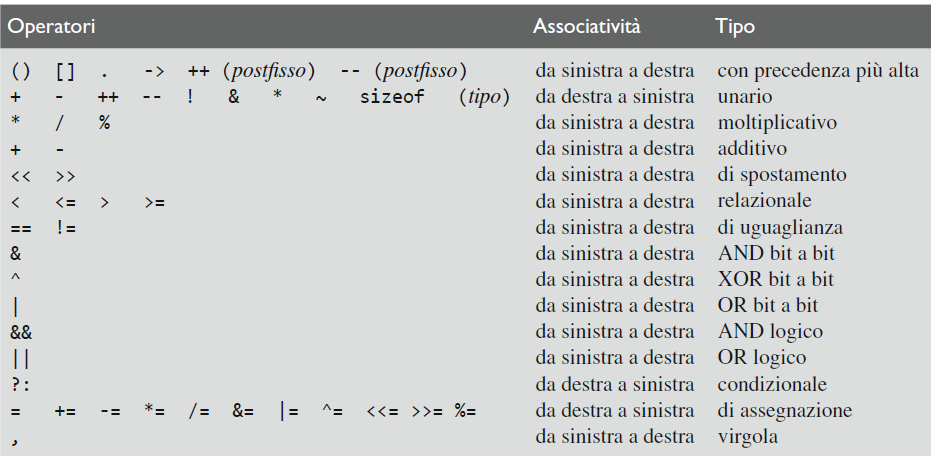 Operatori Associatività Tipo
() [] . -> ++ (postfisso) -- (postfisso) da sinistra a destra con precedenza più alta
+ - ++ -- ! & * ~ sizeof (tipo) da destra a sinistra unario
* / % da sinistra a destra moltiplicativo
+ - da sinistra a destra additivo
<< >> da sinistra a destra di spostamento
< <= > >= da sinistra a destra relazionale
== != da sinistra a destra di uguaglianza
& da sinistra a destra AND bit a bit
^ da sinistra a destra XOR bit a bit
| da sinistra a destra OR bit a bit
&& da sinistra a destra AND logico
|| da sinistra a destra OR logico
?: da destra a sinistra condizionale
= += -= *= /= &= |= ^= <<= >>= %= da destra a sinistra di assegnazione
, da sinistra a destra virgola